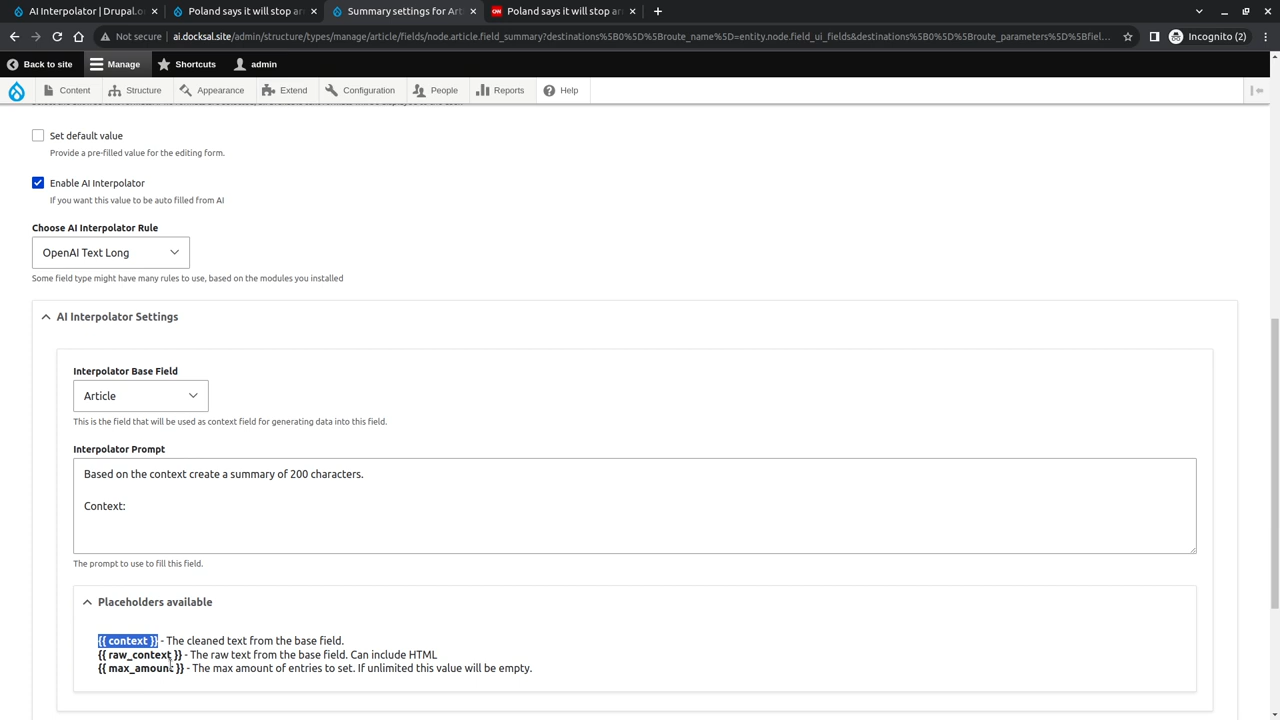 AI Interpolator | Drupal.or
Poland says it will stop arm
Summary settings for Artic
Poland says it will stop arm
Not secure
ai.docksal.site/admin/structure/types/manage/article/fields/node.article.field_summary?destinations%5B0%5D%5Broute_name%5D=entity.node.field_ui_fields&destinations%5B0%5D%5Broute_parameters%5D%5Bfiel...
Incognito (2)
Back to site
Manage
Shortcuts
admin
Content
Structure
Appearance
Extend
Configuration
People
Reports
Help
Set default value
Provide a pre-filled value for the editing form.
Enable AI Interpolator
If you want this value to be auto filled from AI
Choose AI Interpolator Rule
OpenAI Text Long
Some field type might have many rules to use, based on the modules you installed
AI Interpolator Settings
Interpolator Base Field
Article
This is the field that will be used as context field for generating data into this field.
Interpolator Prompt
Based on the context create a summary of 200 characters.
Context:
The prompt to use to fill this field.
Placeholders available
{{ context }} - The cleaned text from the base field.
{{ raw_context }} - The raw text from the base field. Can include HTML
{{ max_amount }} - The max amount of entries to set. If unlimited this value will be empty.